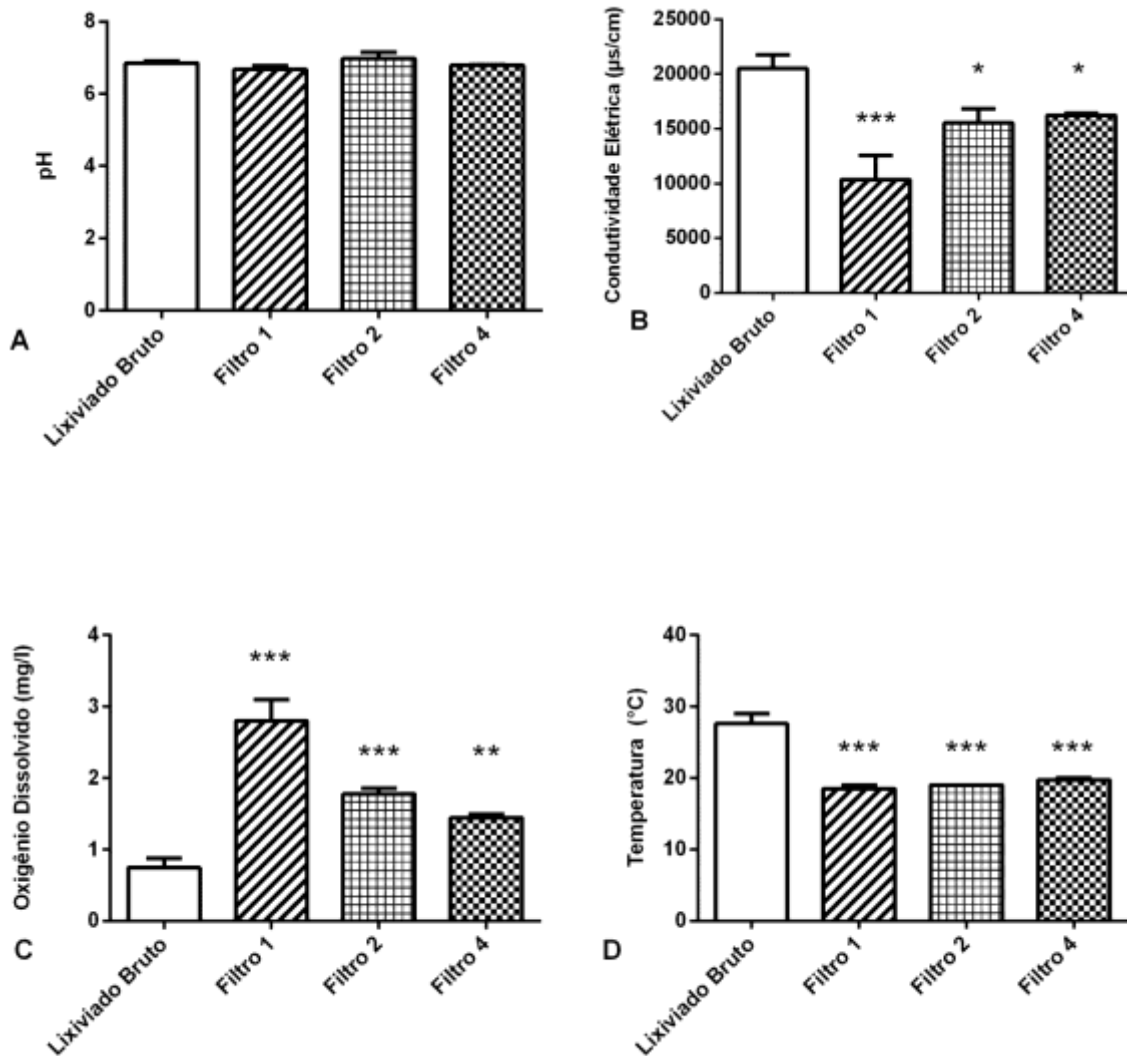 pH
8
6
4
2
0
Lixiviado Bruto
Filtro 1
Filtro 2
Filtro 4
A
Condutividade Elétrica (µs/cm)
25000
20000
15000
10000
5000
0
***
*
*
Lixiviado Bruto
Filtro 1
Filtro 2
Filtro 4
B
Oxigênio Dissolvido (mg/l)
4
3
2
1
0
***
***
**
Lixiviado Bruto
Filtro 1
Filtro 2
Filtro 4
C
Temperatura (°C)
40
30
20
10
0
***
***
***
Lixiviado Bruto
Filtro 1
Filtro 2
Filtro 4
D